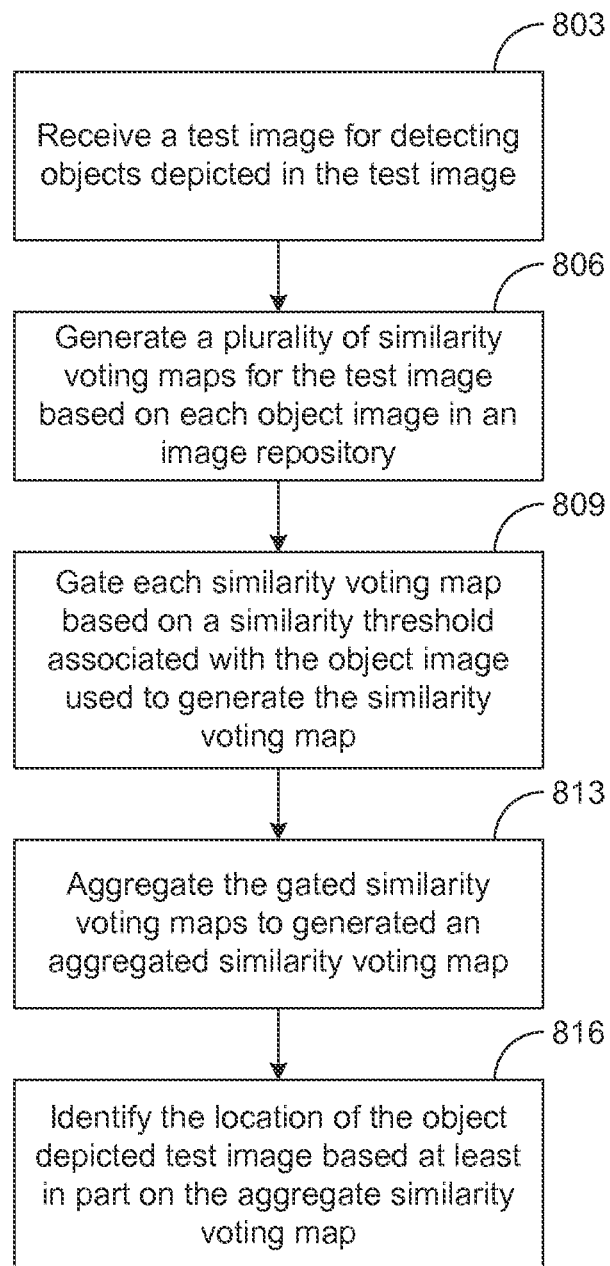 803
Receive a test image for detecting
objects depicted in the test image
806
Generate a plurality of similarity
voting maps for the test image
based on each object image in an
image repository
809
Gate each similarity voting map
based on a similarity threshold
associated with the object image
used to generate the similarity
voting map
813
Aggregate the gated similarity
voting maps to generated an
aggregated similarity voting map
816
Identify the location of the object
depicted test image based at least
in part on the aggregate similarity
voting map